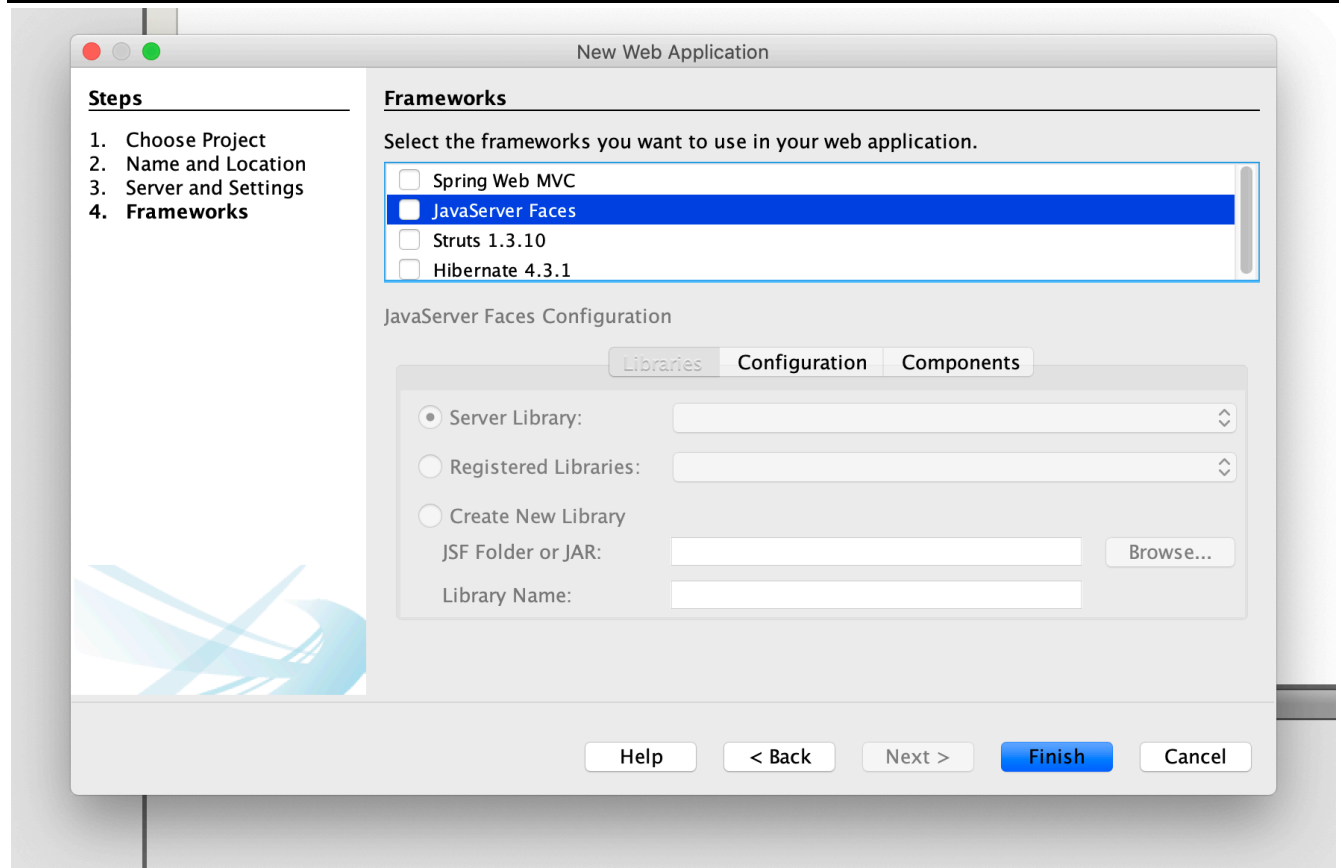 New Web Application
Steps
1. Choose Project
2. Name and Location
3. Server and Settings
4. Frameworks
Frameworks
Select the frameworks you want to use in your web application.
Spring Web MVC
JavaServer Faces
Struts 1.3.10
Hibernate 4.3.1
JavaServer Faces Configuration
Libraries Configuration Components
Server Library:
Registered Libraries:
Create New Library
JSF Folder or JAR: Browse...
Library Name:
Help < Back Next > Finish Cancel